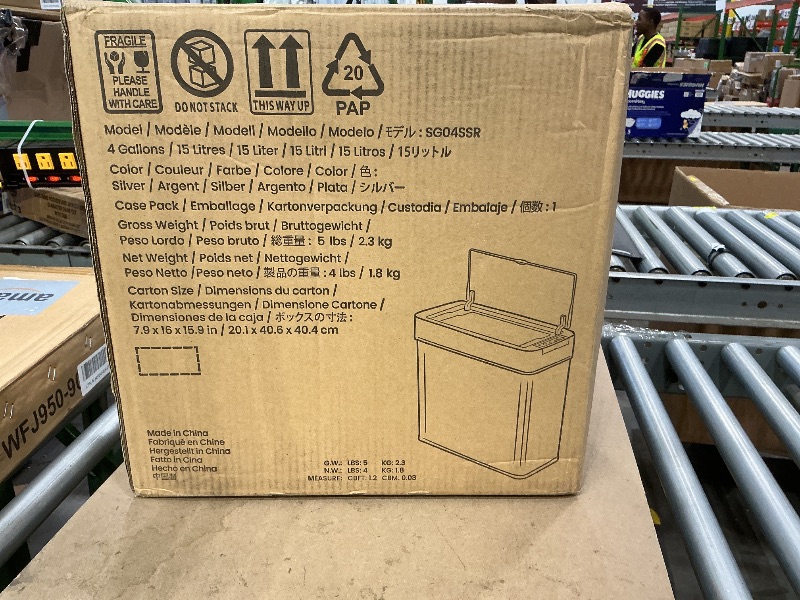 FRAGILE
PLEASE
HANDLE
WITH CARE
DO NOT STACK
THIS WAY UP
20
PAP
Model / Modèle / Modell / Modello / Modelo / モデル : SG04SSR
4 Gallons / 15 Litres / 15 Liter / 15 Litri / 15 Litros / 15リットル
Color / Couleur / Farbe / Colore / Color / 色 :
Silver / Argent / Silber / Argento / Plata / シルバー
Case Pack / Emballage / Kartonverpackung / Custodia / Embalaje / 個数 : 1
Gross Weight / Poids brut / Bruttogewicht /
Peso Lordo / Peso bruto / 総重量 : 5 lbs / 2.3 kg
Net Weight / Poids net / Nettogewicht /
Peso Netto / Peso neto / 製品の重量 : 4 lbs / 1.8 kg
Carton Size / Dimensions du carton /
Kartonabmessungen / Dimensione Cartone /
Dimensiones de la caja / ボックスの寸法 :
7.9 x 16 x 15.9 in / 20.1 x 40.6 x 40.4 cm
Made in China
Fabriqué en Chine
Hergestellt in China
Fatto in Cina
Hecho en China
中国製
G.W.: LBS: 5 KG: 2.3
N.W.: LBS: 4 KG: 1.8
MEASURE: CBFT: 1.2 CBM: 0.03
HUGGIES
WFJ950-9